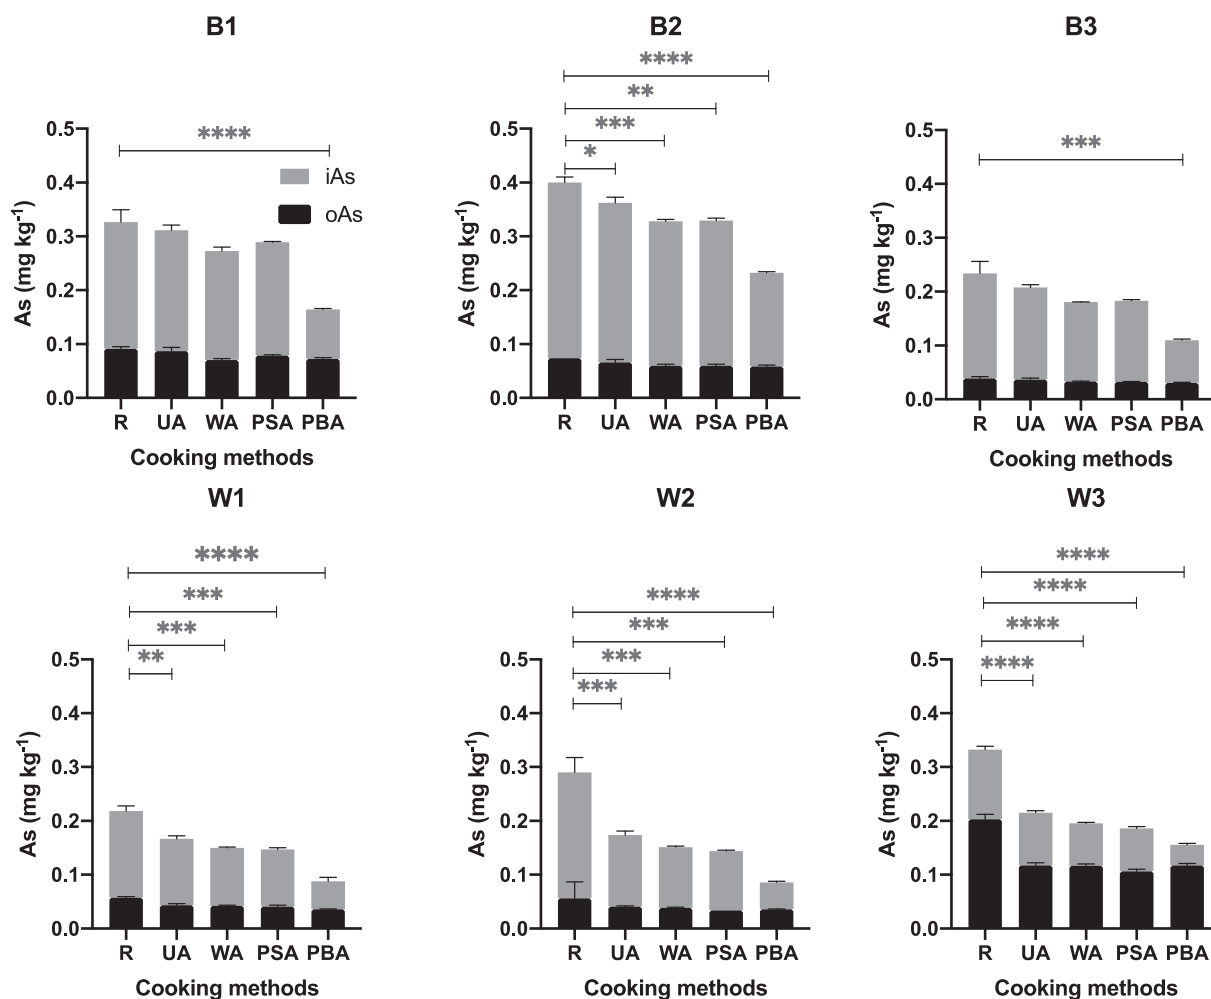 B1
B2
B3
****
***
**
****
***
*
0.5
0.4
0.3
0.2
0.1
0.0
As (mg kg⁻¹)
iAs
oAs
R UA WA PSA PBA
Cooking methods
0.5
0.4
0.3
0.2
0.1
0.0
As (mg kg⁻¹)
R UA WA PSA PBA
Cooking methods
0.5
0.4
0.3
0.2
0.1
0.0
As (mg kg⁻¹)
R UA WA PSA PBA
Cooking methods
W1
W2
W3
****
***
***
**
0.5
0.4
0.3
0.2
0.1
0.0
As (mg kg⁻¹)
R UA WA PSA PBA
Cooking methods
****
***
***
***
0.5
0.4
0.3
0.2
0.1
0.0
As (mg kg⁻¹)
R UA WA PSA PBA
Cooking methods
****
****
****
****
0.5
0.4
0.3
0.2
0.1
0.0
As (mg kg⁻¹)
R UA WA PSA PBA
Cooking methods